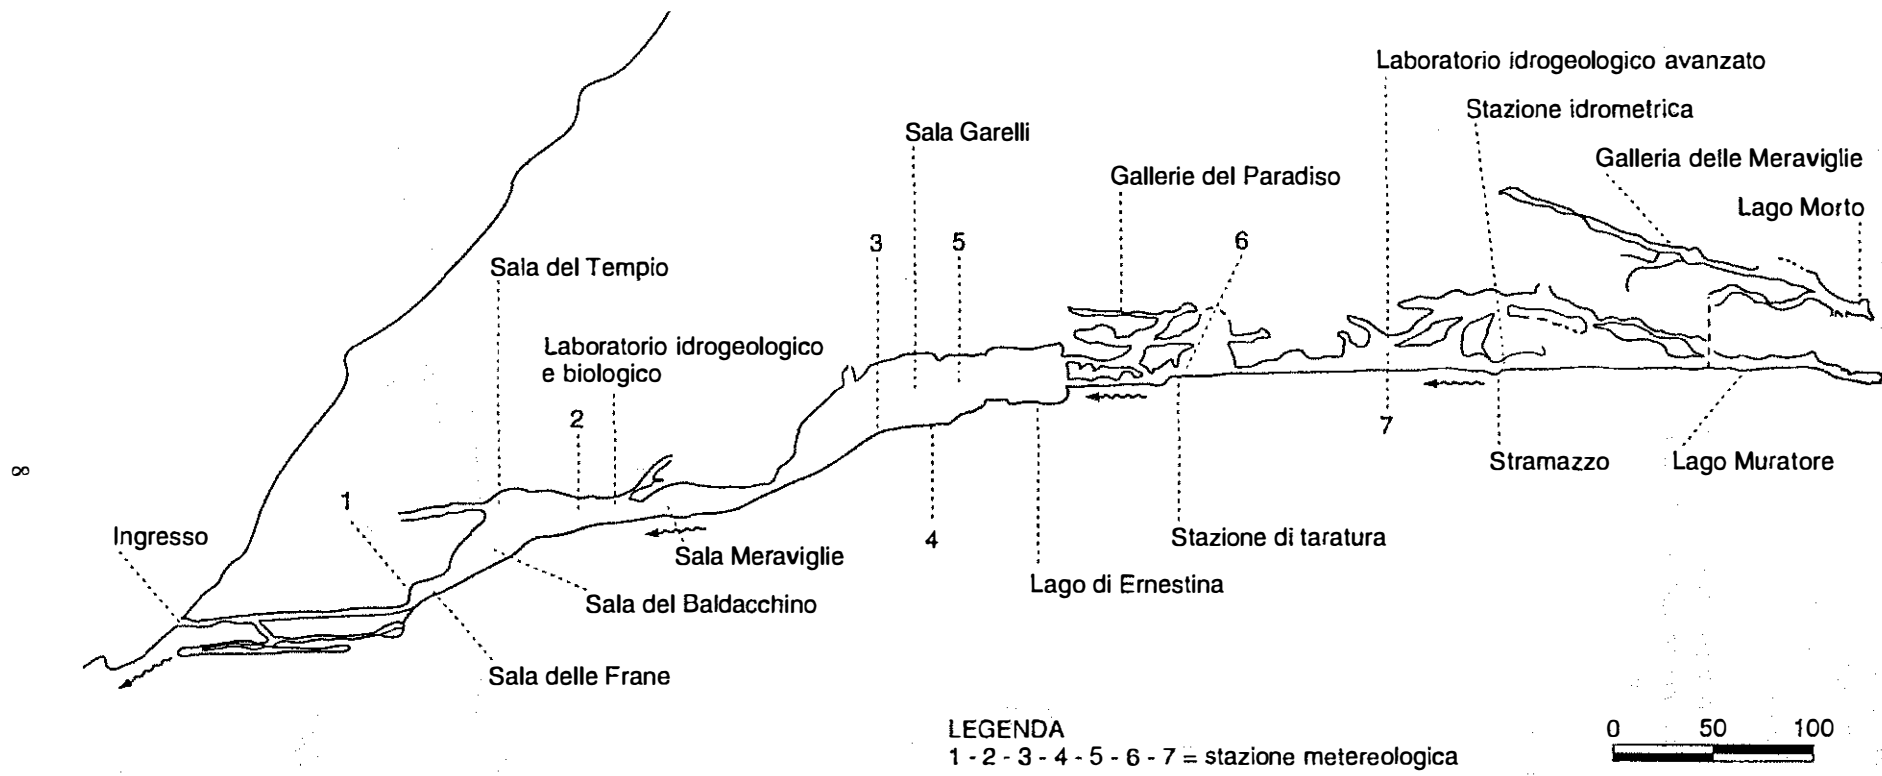 Laboratorio idrogeologico avanzato
Stazione idrometrica
Sala Garelli
Galleria delle Meraviglie
Gallerie del Paradiso
Lago Morto
3
5
6
Sala del Tempio
Laboratorio idrogeologico
e biologico
2
7
8
Stramazzo
Lago Muratore
1
Ingresso
4
Stazione di taratura
Sala Meraviglie
Lago di Ernestina
Sala del Baldacchino
Sala delle Frane
LEGENDA
1 - 2 - 3 - 4 - 5 - 6 - 7 = stazione metereologica
0 50 100